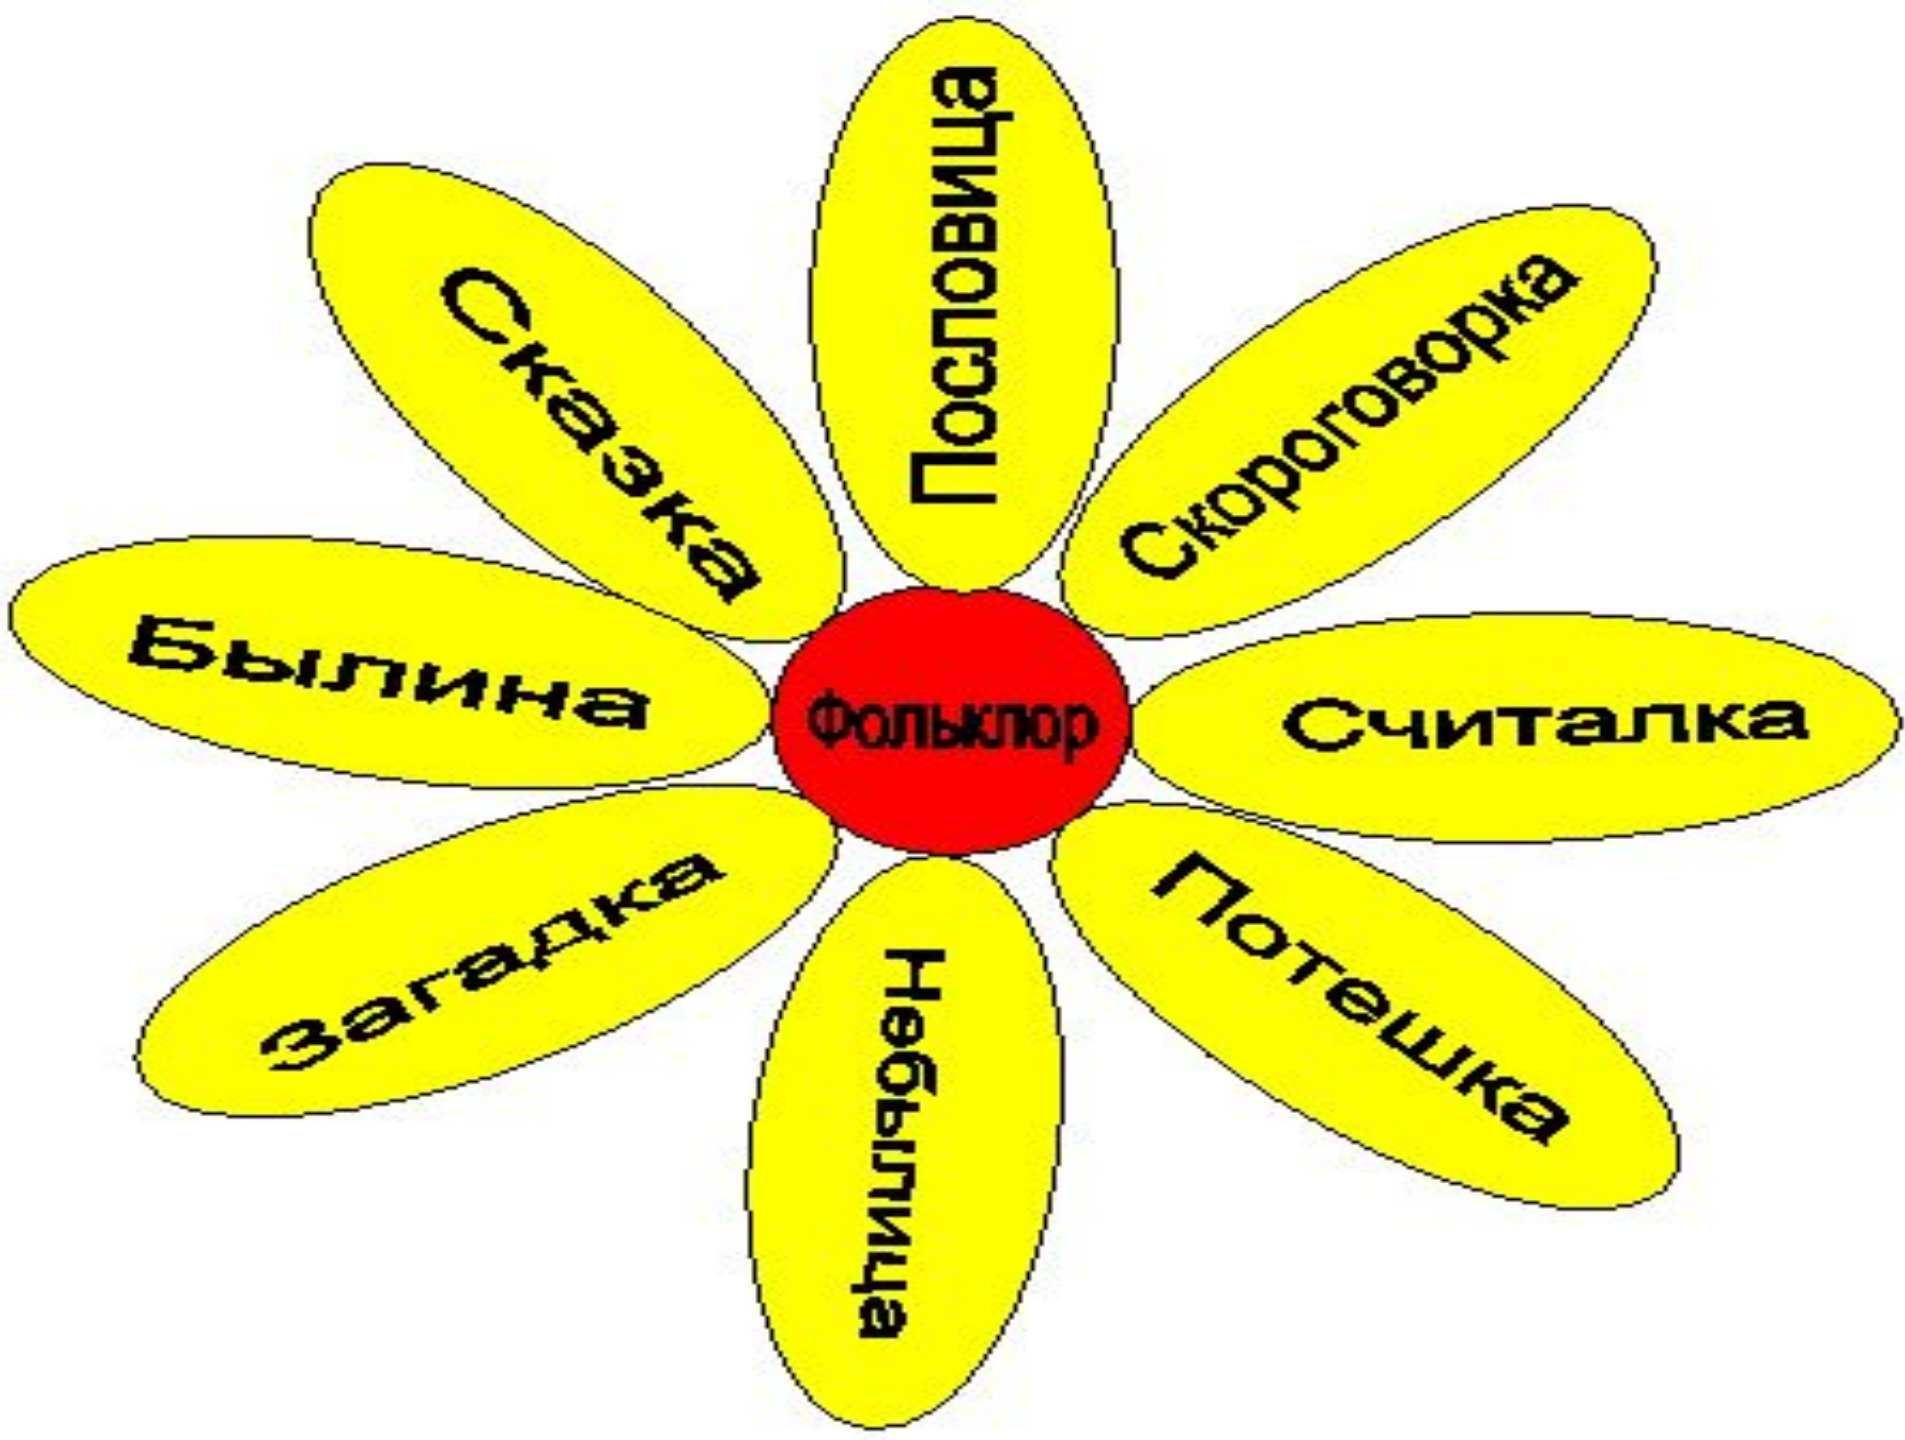 Пословица
Скороговорка
Считалка
Потешка
Небылица
Загадка
Былина
Сказка
Фольклор